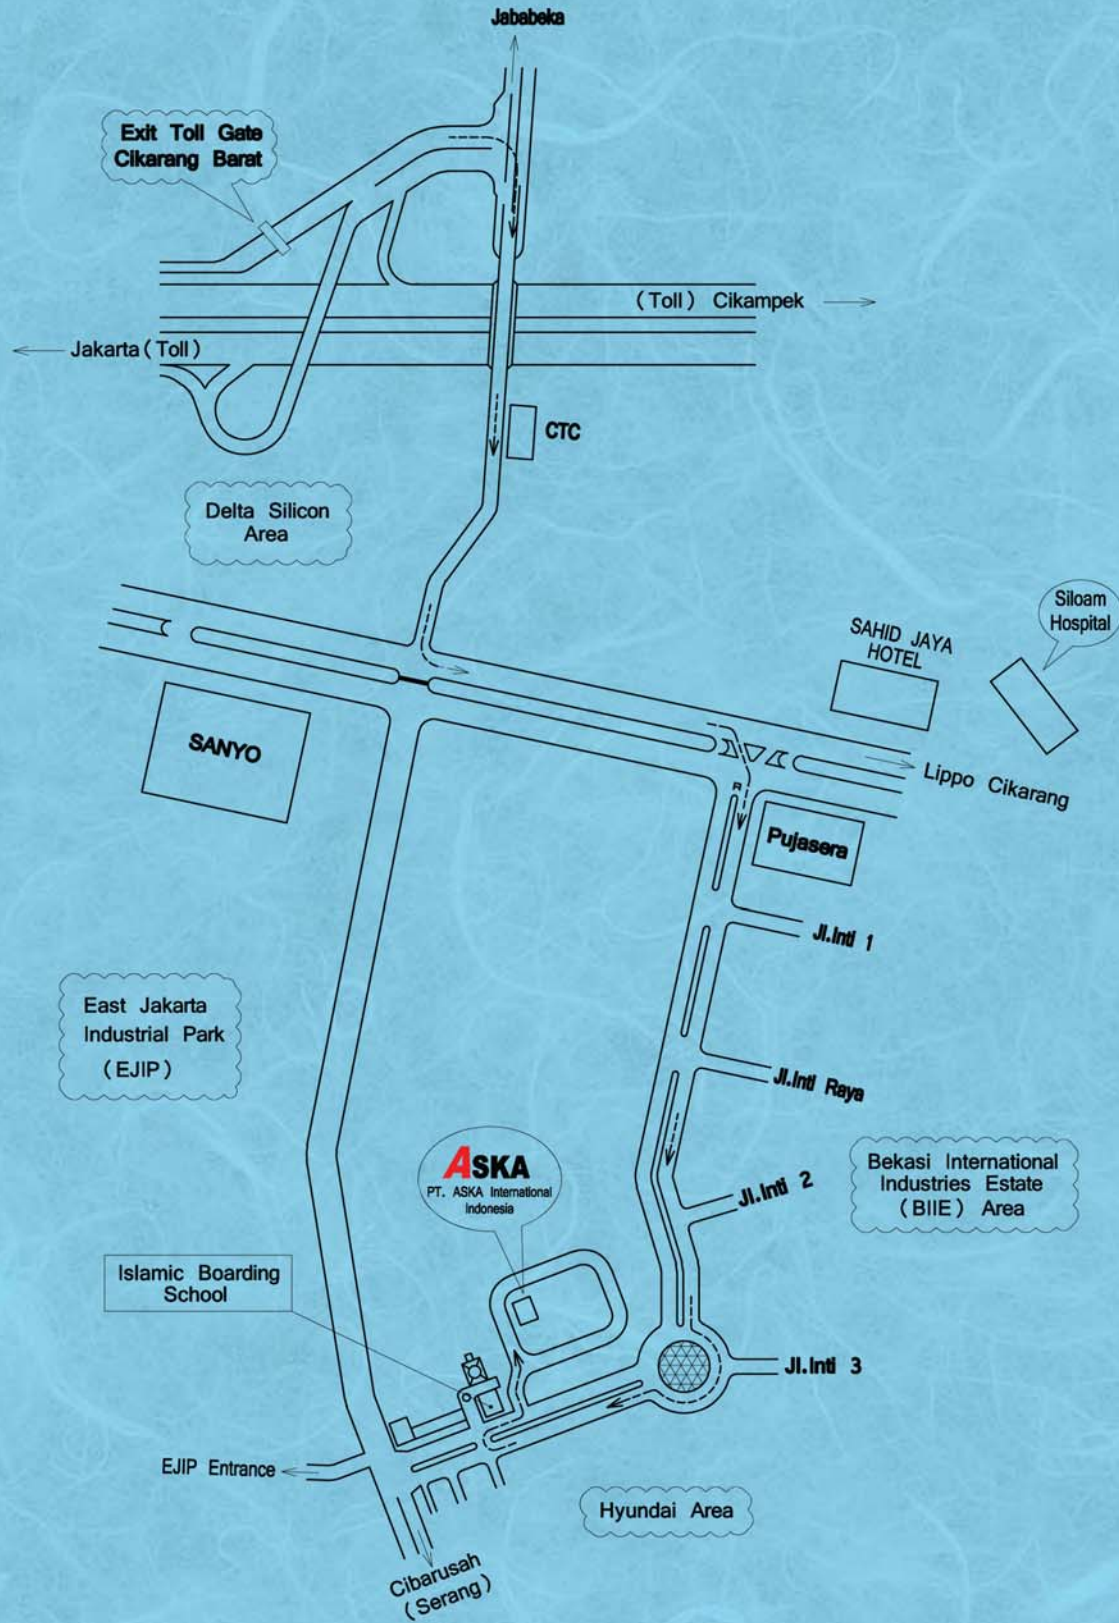 Jababeka
Exit Toll Gate
Cikarang Barat
(Toll) Cikampek
Jakarta (Toll)
CTC
Delta Silicon
Area
Siloam
Hospital
SAHID JAYA
HOTEL
SANYO
Lippo Cikarang
Pujasera
Jl.Inti 1
East Jakarta
Industrial Park
(EJIP)
Jl.Inti Raya
ASKA
PT. ASKA International
Indonesia
Bekasi International
Industries Estate
(BIIE) Area
Jl.Inti 2
Islamic Boarding
School
Jl.Inti 3
EJIP Entrance
Hyundai Area
Cibarusah
(Serang)